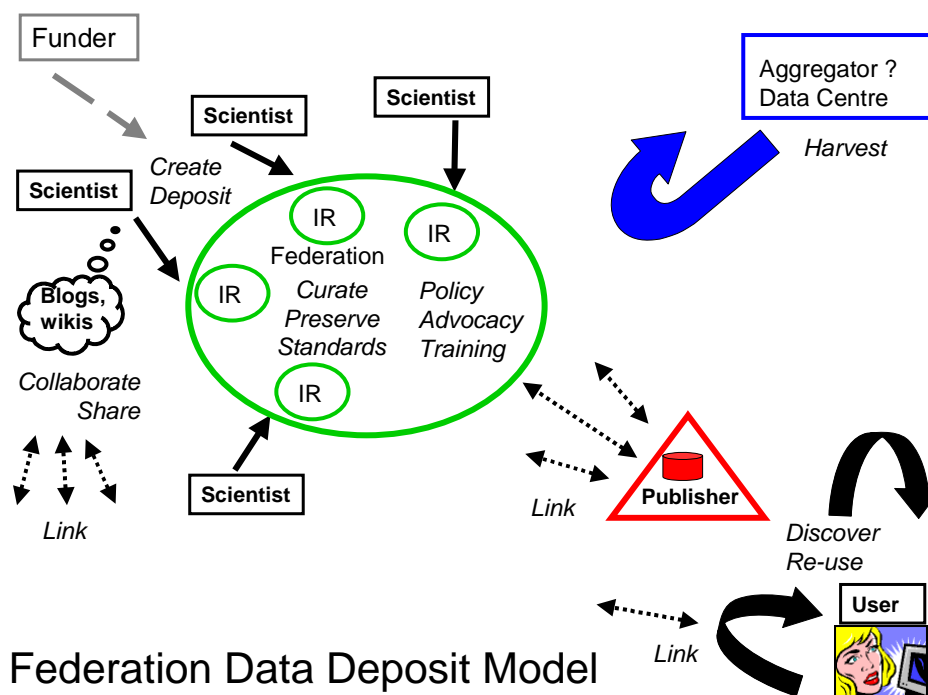 Funder
Aggregator ?
Data Centre
Harvest
Scientist
Scientist
Create
Deposit
Scientist
IR
IR
Federation
IR
Curate
Preserve
Standards
Policy
Advocacy
Training
Blogs,
wikis
Collaborate
Share
IR
Scientist
Link
Link
Publisher
Discover
Re-use
User
Link
Federation Data Deposit Model